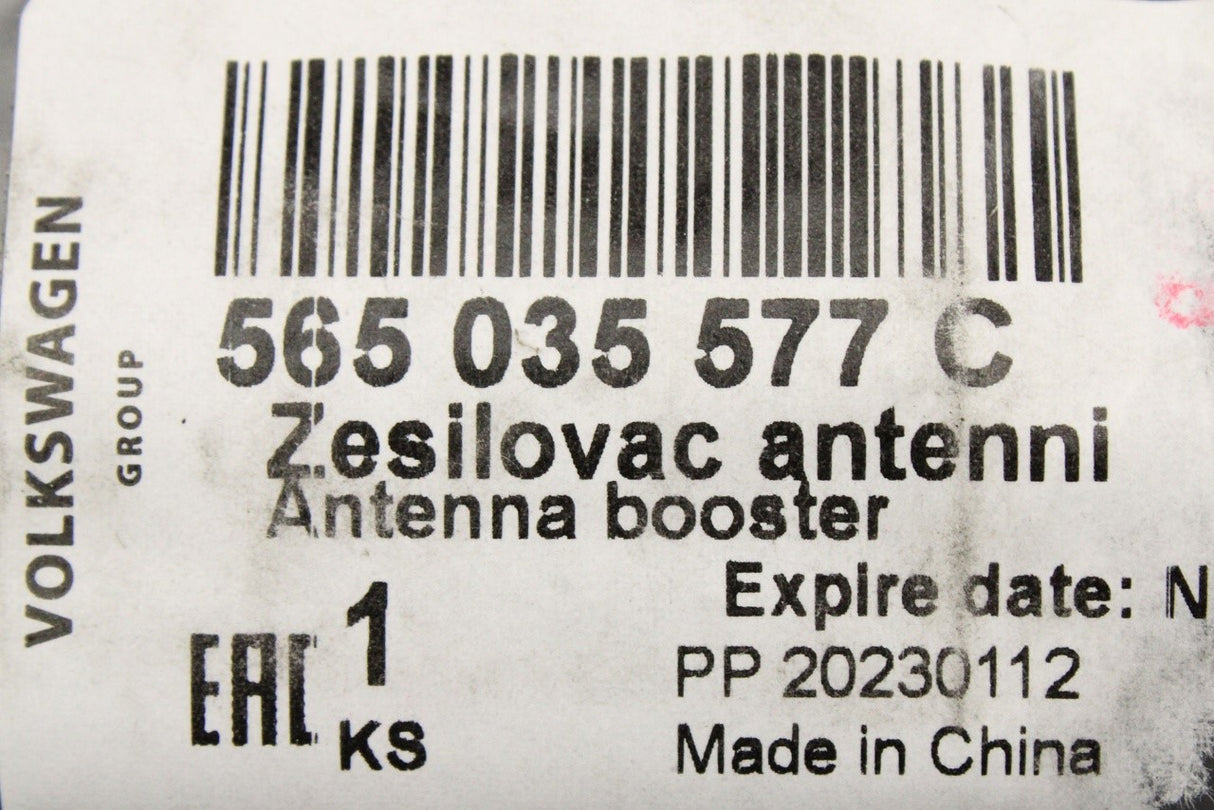 VOLKSWAGEN
GROUP
565 035 577 C
Zesilovac antenni
Antenna booster
Expire date: N
1
KS
EAC
PP 20230112
Made in China